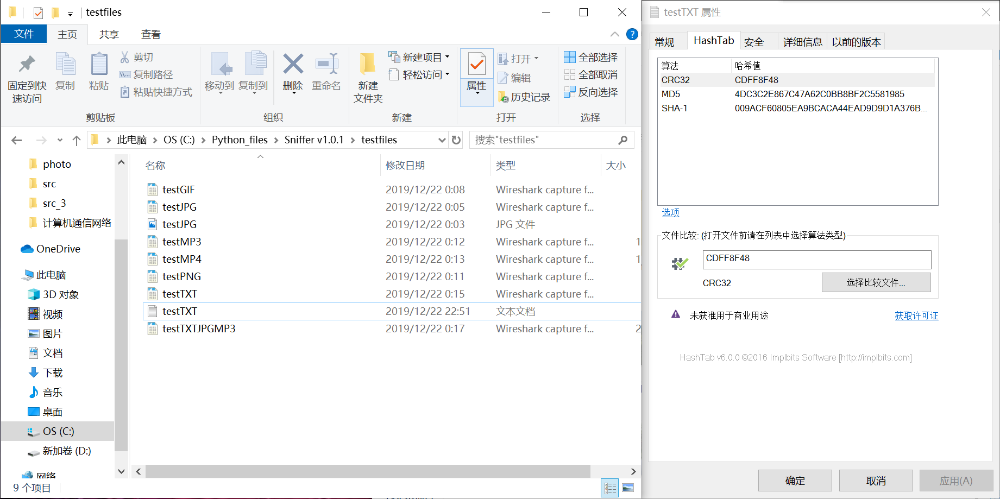 testfiles
文件 主页 共享 查看
固定到快
速访问
复制
粘贴
剪切
复制路径
粘贴快捷方式
剪贴板
移动到 复制到 删除 重命名
组织
新建
文件夹
新建项目
轻松访问
新建
属性
打开
编辑
历史记录
打开
全部选择
全部取消
反向选择
选择
此电脑 > OS (C:) > Python_files > Sniffer v1.0.1 > testfiles
搜索"testfiles"
photo
src
src_3
计算机通信网络
OneDrive
此电脑
3D 对象
视频
图片
文档
下载
音乐
桌面
OS (C:)
新加卷 (D:)
网络
名称 修改日期 类型 大小
testGIF 2019/12/22 0:08 Wireshark capture f...
testJPG 2019/12/22 0:05 Wireshark capture f...
testJPG 2019/12/22 0:03 JPG 文件
testMP3 2019/12/22 0:12 Wireshark capture f... 1
testMP4 2019/12/22 0:13 Wireshark capture f... 1
testPNG 2019/12/22 0:11 Wireshark capture f...
testTXT 2019/12/22 0:15 Wireshark capture f...
testTXT 2019/12/22 22:51 文本文档
testTXTJPGMP3 2019/12/22 0:17 Wireshark capture f... 2
9 个项目
testTXT 属性
常规 HashTab 安全 详细信息 以前的版本
算法 哈希值
CRC32 CDFF8F48
MD5 4DC3C2E867C47A62C0BB8BF2C5581985
SHA-1 009ACF60805EA9BCACA44EAD9D9D1A376B...
选项
文件比较: (打开文件前请在列表中选择算法类型)
CDFF8F48
CRC32
选择比较文件...
未获准用于商业用途 获取许可证
HashTab v6.0.0 ©2016 Implbits Software [http://implbits.com]
确定 取消 应用(A)